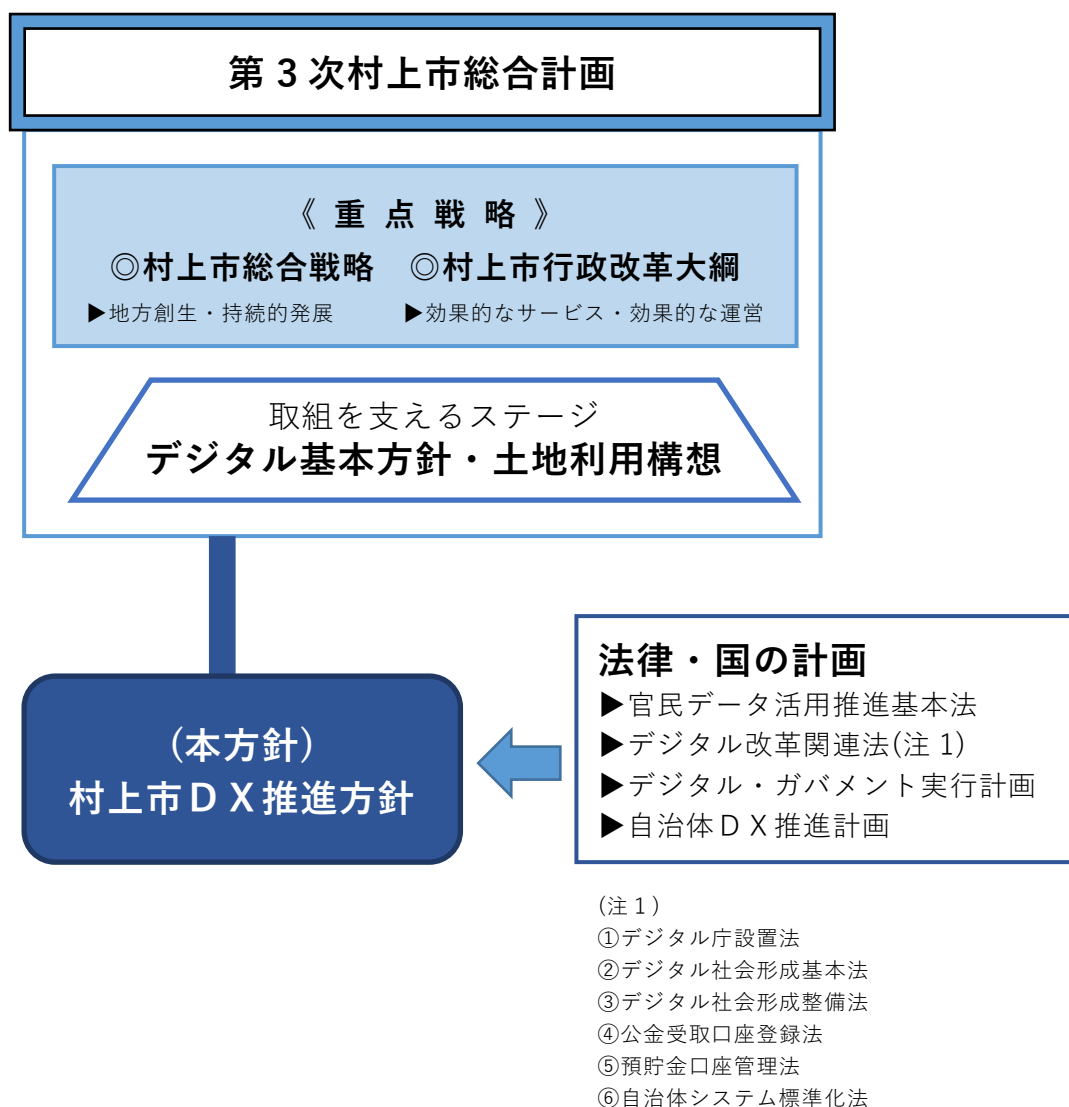 第３次村上市総合計画
《 重 点 戦 略 》
◎村上市総合戦略　◎村上市行政改革大綱
▶地方創生・持続的発展　▶効果的なサービス・効果的な運営
取組を支えるステージ
デジタル基本方針・土地利用構想
(本方針)
村上市ＤＸ推進方針
法律・国の計画
▶官民データ活用推進基本法
▶デジタル改革関連法(注 1)
▶デジタル・ガバメント実行計画
▶自治体ＤＸ推進計画
(注１)
①デジタル庁設置法
②デジタル社会形成基本法
③デジタル社会形成整備法
④公金受取口座登録法
⑤預貯金口座管理法
⑥自治体システム標準化法